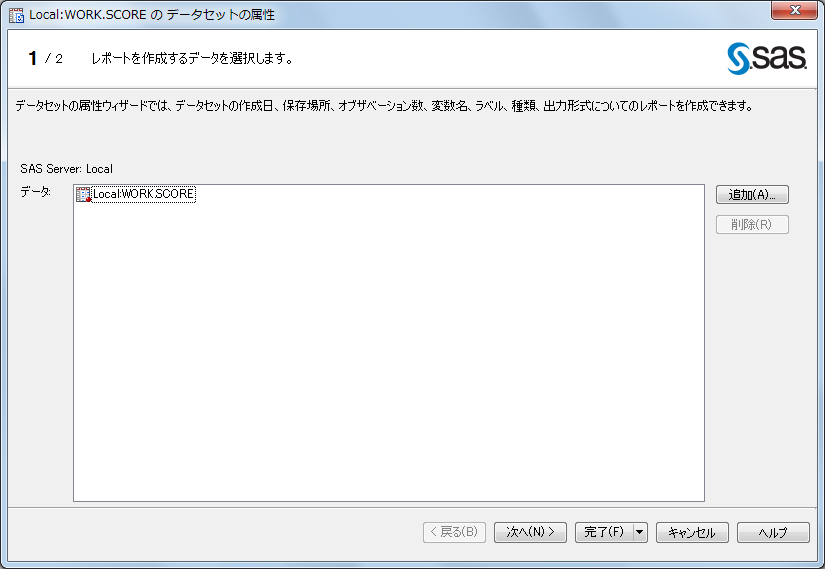 Local:WORK.SCORE の データセットの属性
1 / 2 レポートを作成するデータを選択します。
sas
データセットの属性ウィザードでは、データセットの作成日、保存場所、オブザベーション数、変数名、ラベル、種類、出力形式についてのレポートを作成できます。
SAS Server: Local
データ:
Local:WORK.SCORE
追加(A)...
削除(R)
< 戻る(B) 次へ(N) > 完了(F) キャンセル ヘルプ